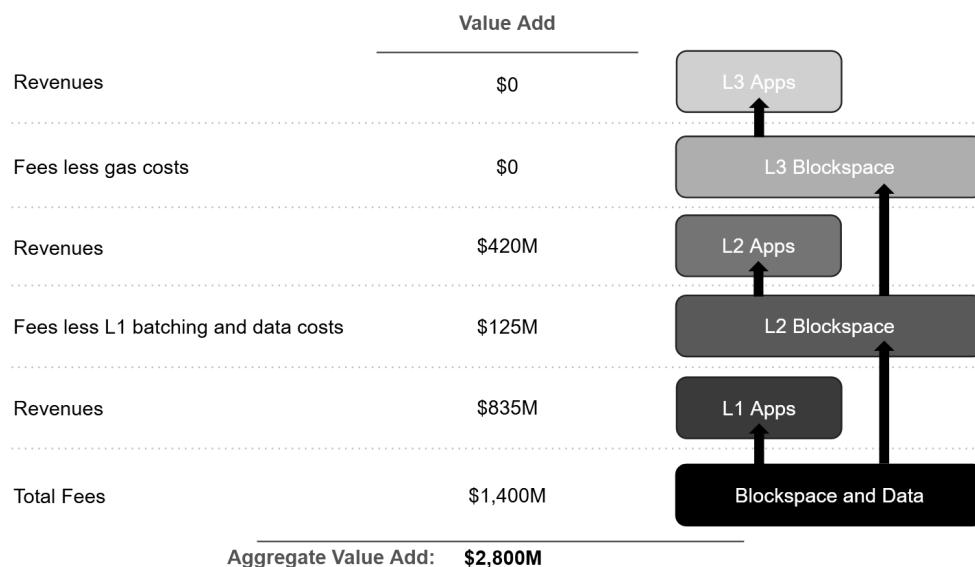 Value Add
Revenues $0 L3 Apps
Fees less gas costs $0 L3 Blockspace
Revenues $420M L2 Apps
Fees less L1 batching and data costs $125M L2 Blockspace
Revenues $835M L1 Apps
Total Fees $1,400M Blockspace and Data
Aggregate Value Add: $2,800M